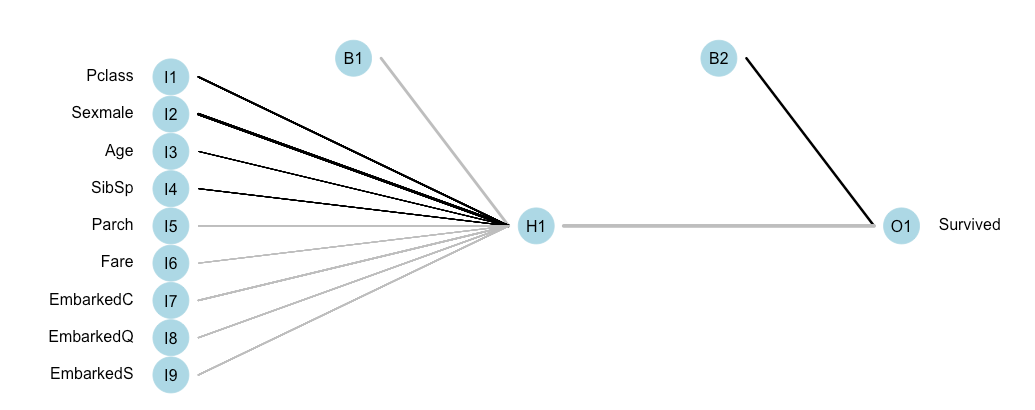 B1
B2
Pclass I1
Sexmale I2
Age I3
SibSp I4
Parch I5
H1
O1 Survived
Fare I6
EmbarkedC I7
EmbarkedQ I8
EmbarkedS I9